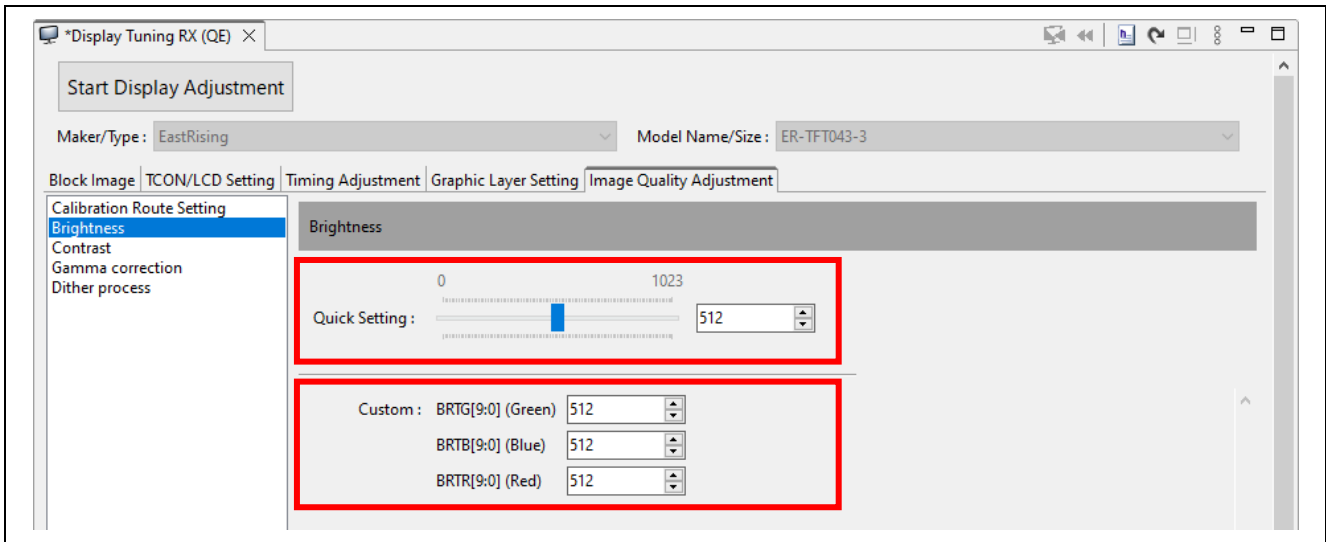 *Display Tuning RX (QE)
Start Display Adjustment
Maker/Type : EastRising Model Name/Size : ER-TFT043-3
Block Image TCON/LCD Setting Timing Adjustment Graphic Layer Setting Image Quality Adjustment
Calibration Route Setting
Brightness
Contrast
Gamma correction
Dither process
Brightness
0 1023
Quick Setting : 512
Custom : BRTG[9:0] (Green) 512
BRTB[9:0] (Blue) 512
BRTR[9:0] (Red) 512